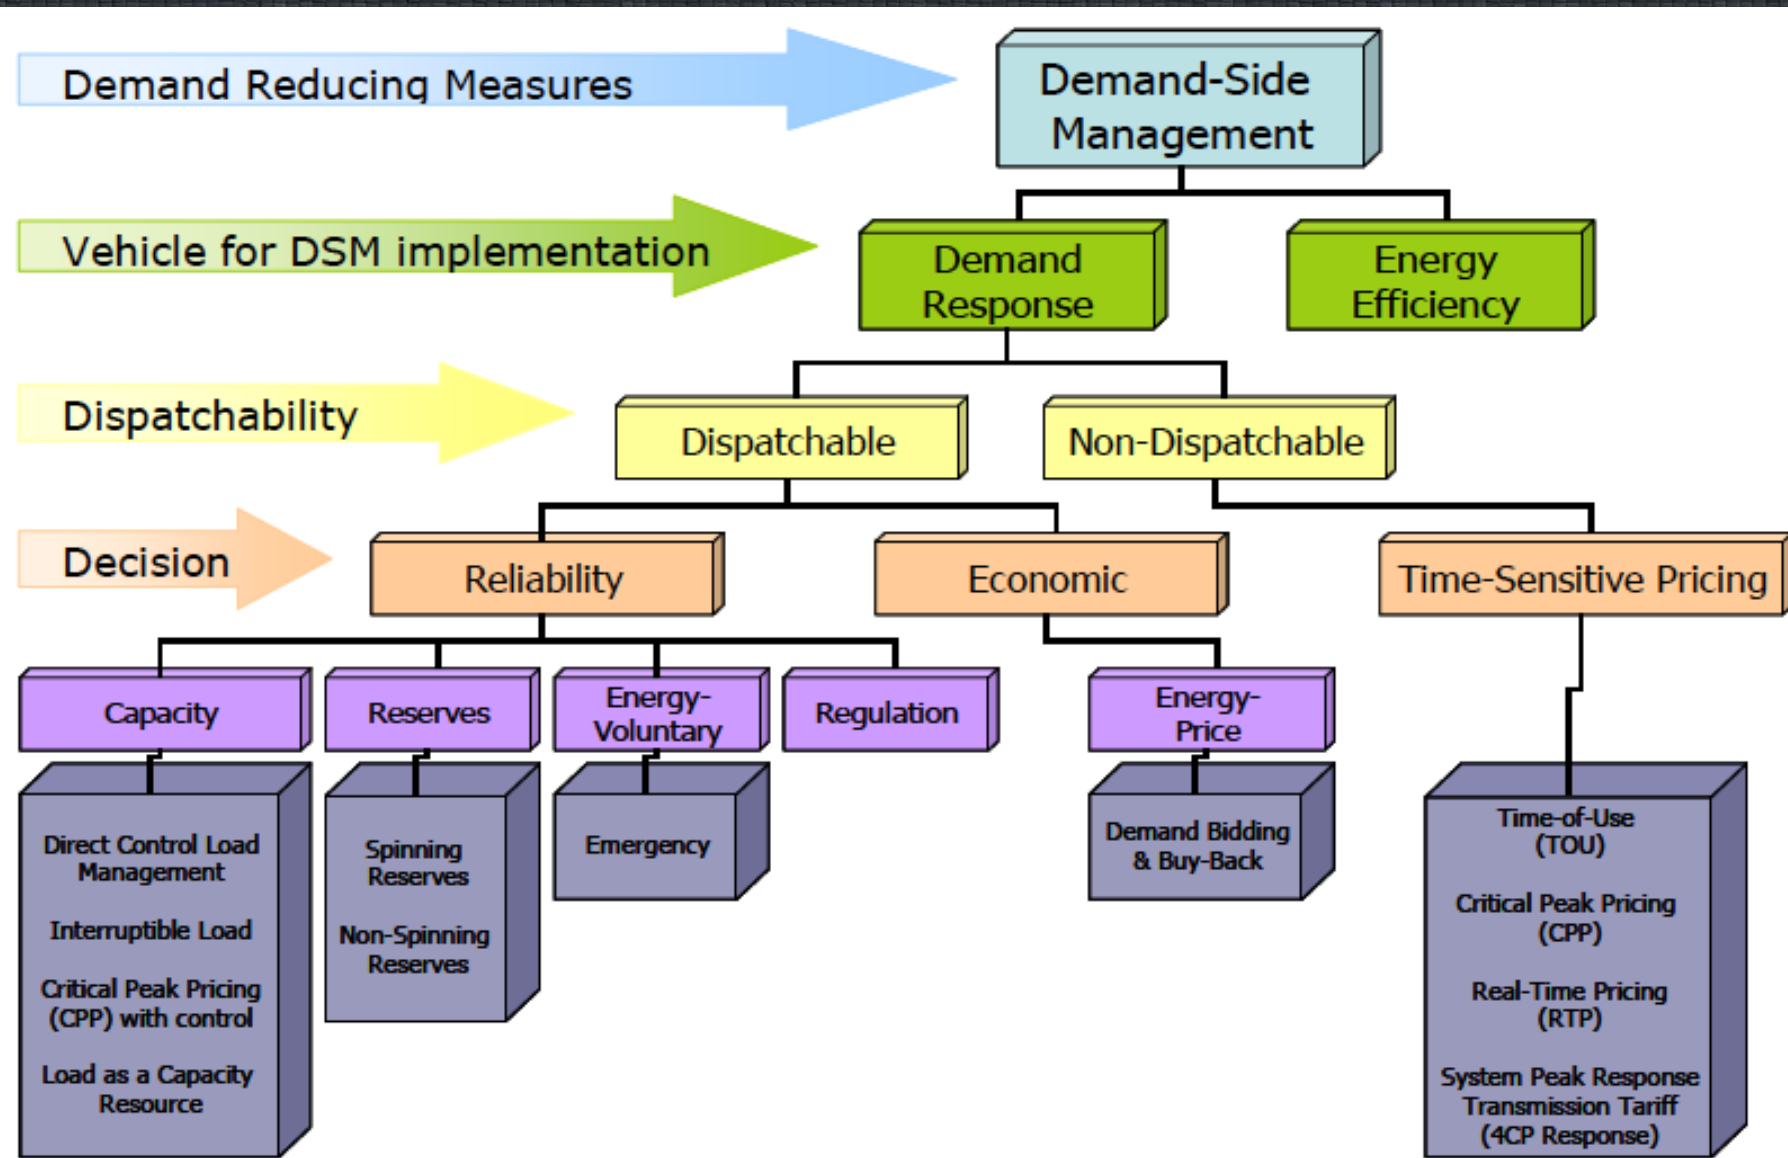 Demand Reducing Measures
Demand-Side
Management
Vehicle for DSM implementation
Demand
Response
Energy
Efficiency
Dispatchability
Dispatchable
Non-Dispatchable
Decision
Reliability
Economic
Time-Sensitive Pricing
Capacity
Reserves
Energy-
Voluntary
Regulation
Energy-
Price
Direct Control Load
Management
Interruptible Load
Critical Peak Pricing
(CPP) with control
Load as a Capacity
Resource
Spinning
Reserves
Non-Spinning
Reserves
Emergency
Demand Bidding
& Buy-Back
Time-of-Use
(TOU)
Critical Peak Pricing
(CPP)
Real-Time Pricing
(RTP)
System Peak Response
Transmission Tariff
(4CP Response)